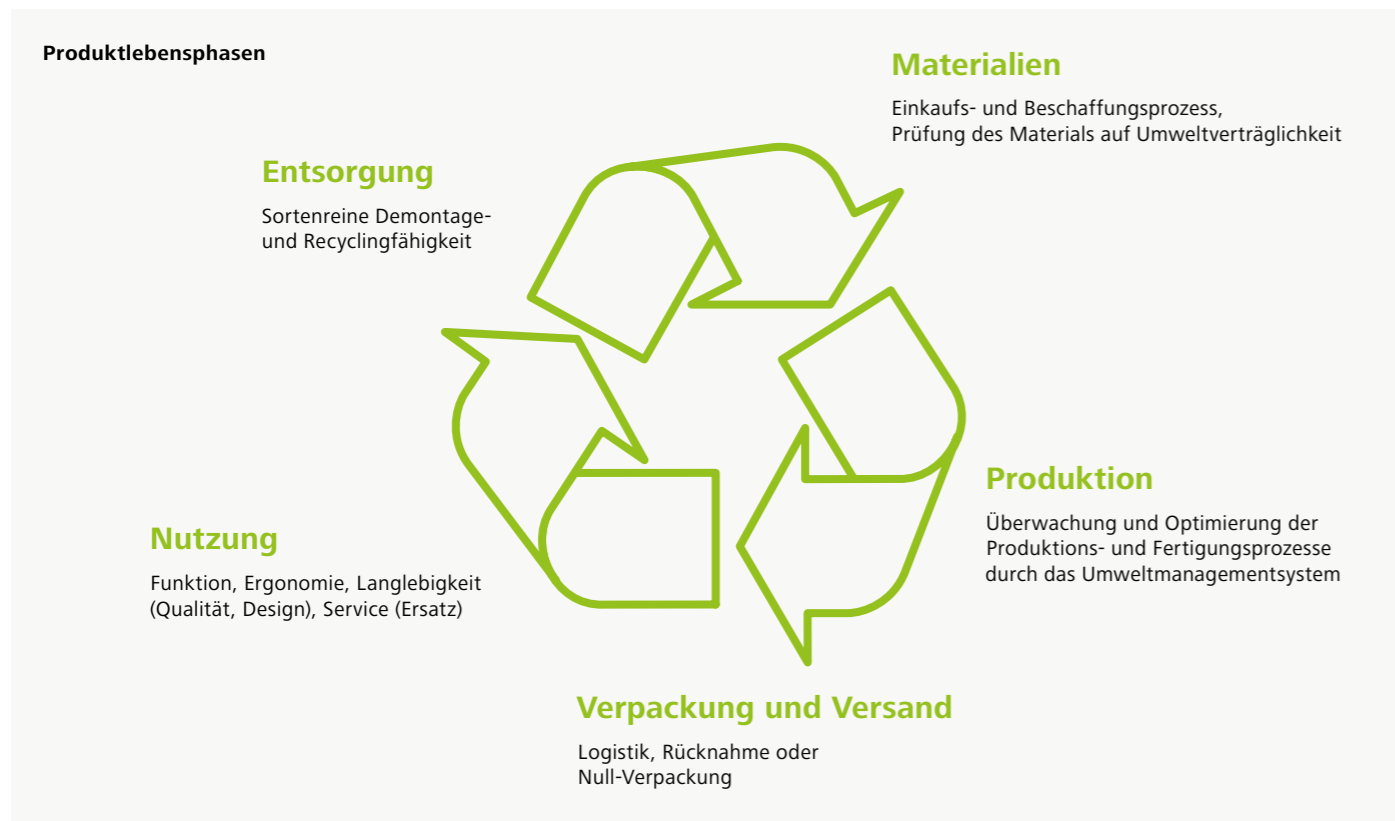 Produktlebensphasen
Materialien
Einkaufs- und Beschaffungsprozess,
Prüfung des Materials auf Umweltverträglichkeit
Produktion
Überwachung und Optimierung der
Produktions- und Fertigungsprozesse
durch das Umweltmanagementsystem
Verpackung und Versand
Logistik, Rücknahme oder
Null-Verpackung
Nutzung
Funktion, Ergonomie, Langlebigkeit
(Qualität, Design), Service (Ersatz)
Entsorgung
Sortenreine Demontage-
und Recyclingfähigkeit